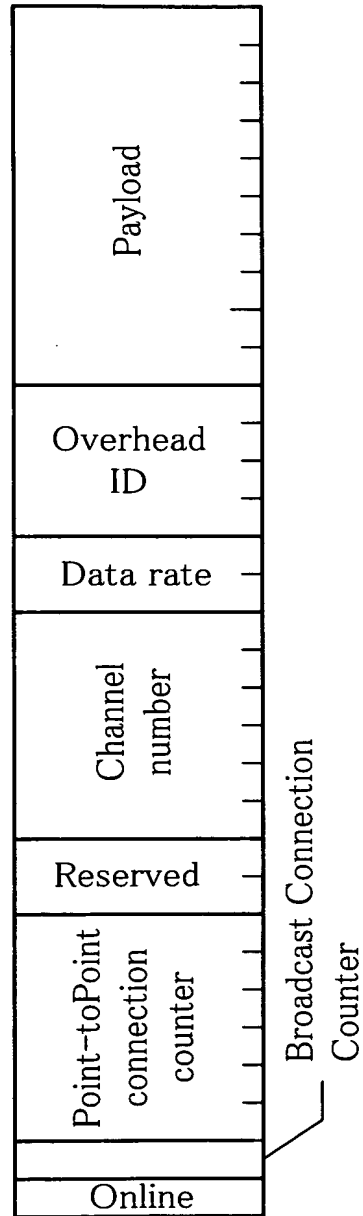 Payload
Overhead
ID
Data rate
Channel
number
Reserved
Point-toPoint
connection
counter
Broadcast Connection
Counter
Online